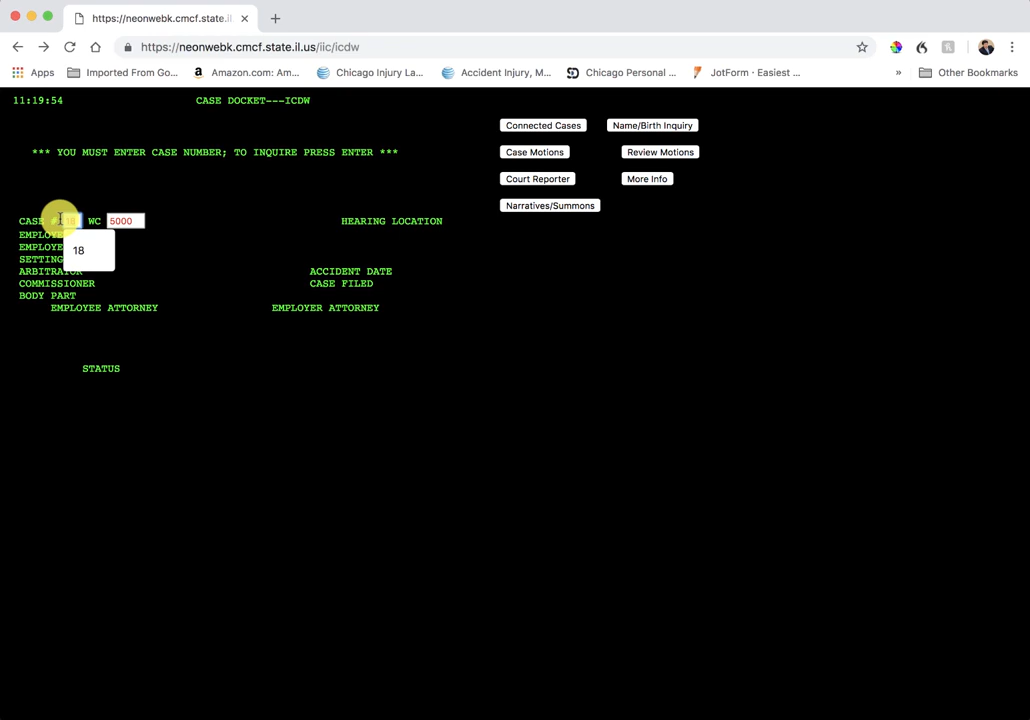 https://neonwebk.cmcf.state.il
https://neonwebk.cmcf.state.il.us/iic/icdw
Apps Imported From Go... Amazon.com: Am... Chicago Injury La... Accident Injury, M... Chicago Personal ... JotForm · Easiest ... » Other Bookmarks
11:19:54 CASE DOCKET---ICDW
Connected Cases Name/Birth Inquiry
*** YOU MUST ENTER CASE NUMBER; TO INQUIRE PRESS ENTER ***
Case Motions Review Motions
Court Reporter More Info
Narratives/Summons
CASE # 18 WC 5000 HEARING LOCATION
EMPLOYE
18
EMPLOYE
SETTING
ARBITRATOR ACCIDENT DATE
COMMISSIONER CASE FILED
BODY PART
EMPLOYEE ATTORNEY EMPLOYER ATTORNEY
STATUS